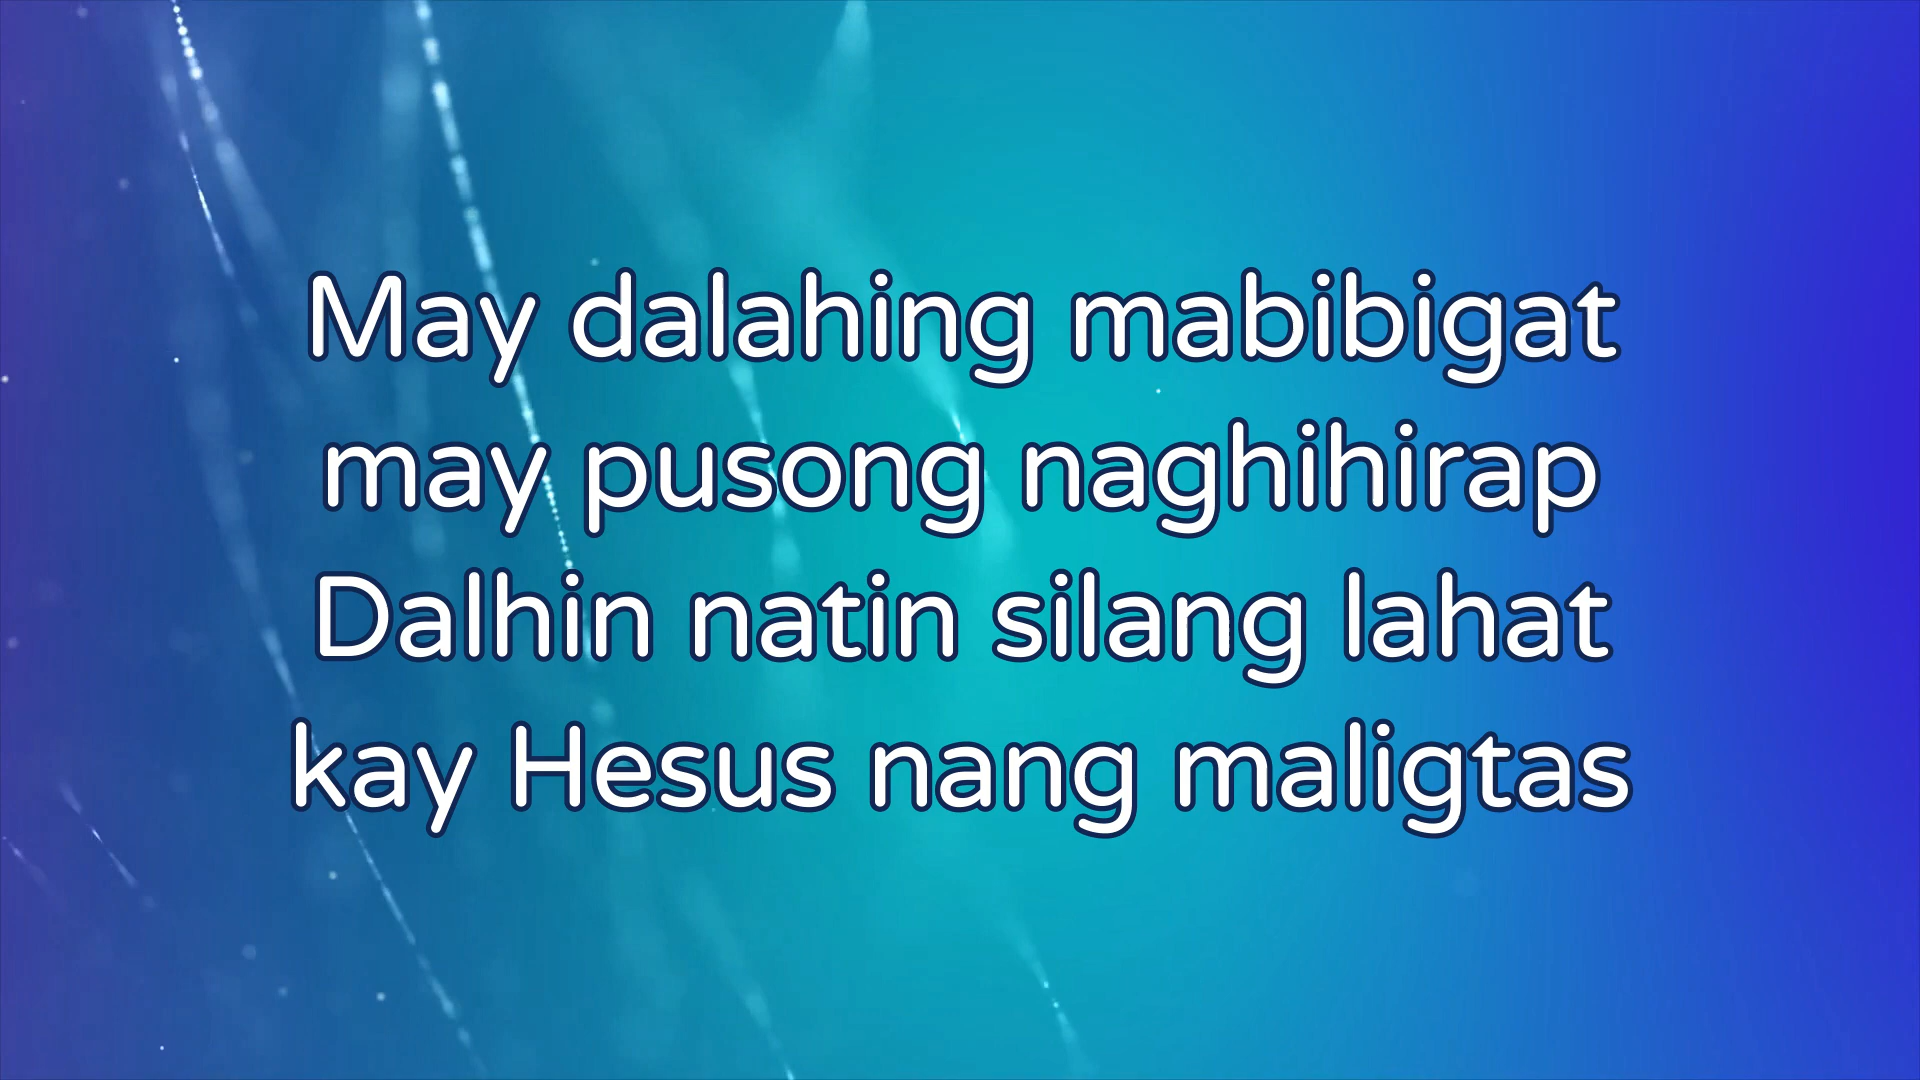 May dalahing mabibigat
may pusong naghihirap
Dalhin natin silang lahat
kay Hesus nang maligtas